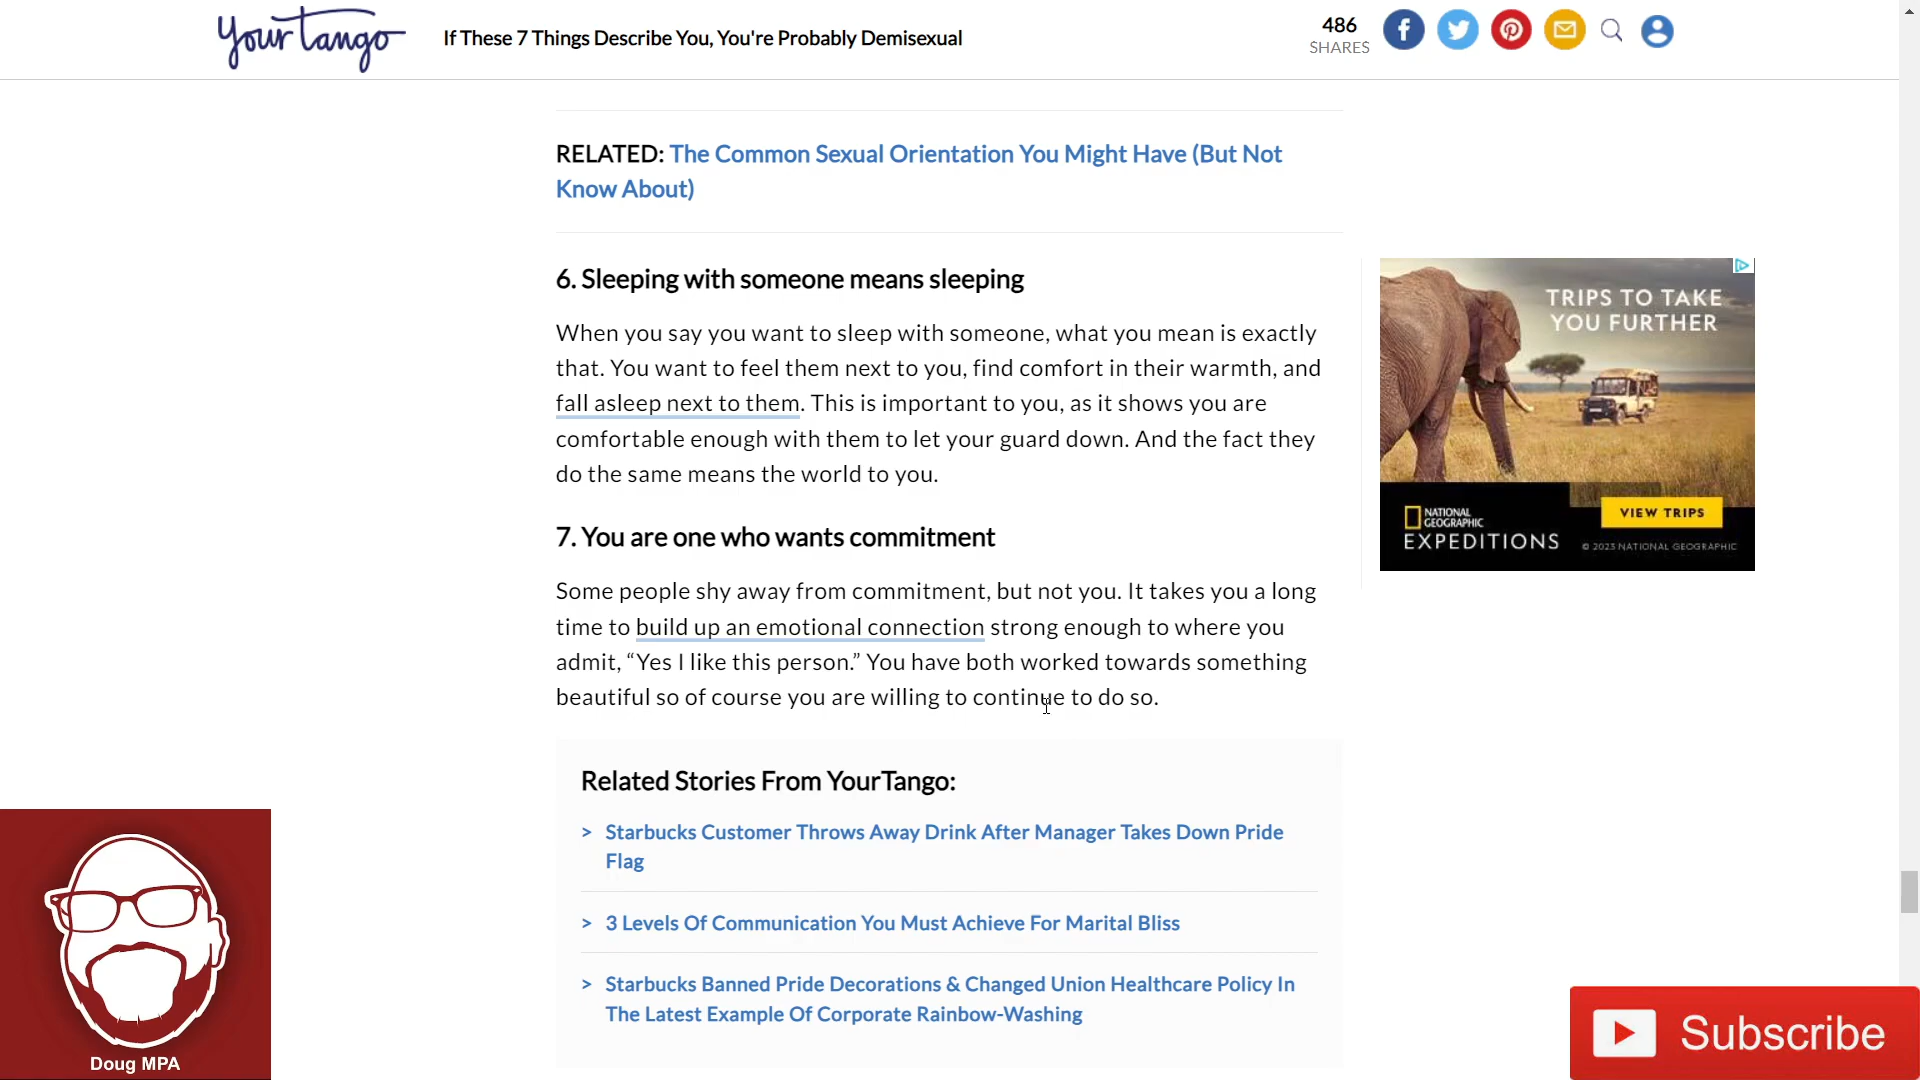 YourTango
If These 7 Things Describe You, You're Probably Demisexual
486
SHARES
RELATED: The Common Sexual Orientation You Might Have (But Not
Know About)
6. Sleeping with someone means sleeping
When you say you want to sleep with someone, what you mean is exactly
that. You want to feel them next to you, find comfort in their warmth, and
fall asleep next to them. This is important to you, as it shows you are
comfortable enough with them to let your guard down. And the fact they
do the same means the world to you.
7. You are one who wants commitment
Some people shy away from commitment, but not you. It takes you a long
time to build up an emotional connection strong enough to where you
admit, “Yes I like this person.” You have both worked towards something
beautiful so of course you are willing to continue to do so.
TRIPS TO TAKE
YOU FURTHER
NATIONAL
GEOGRAPHIC
EXPEDITIONS
VIEW TRIPS
© 2023 NATIONAL GEOGRAPHIC
Related Stories From YourTango:
> Starbucks Customer Throws Away Drink After Manager Takes Down Pride
Flag
> 3 Levels Of Communication You Must Achieve For Marital Bliss
> Starbucks Banned Pride Decorations & Changed Union Healthcare Policy In
The Latest Example Of Corporate Rainbow-Washing
Doug MPA
Subscribe